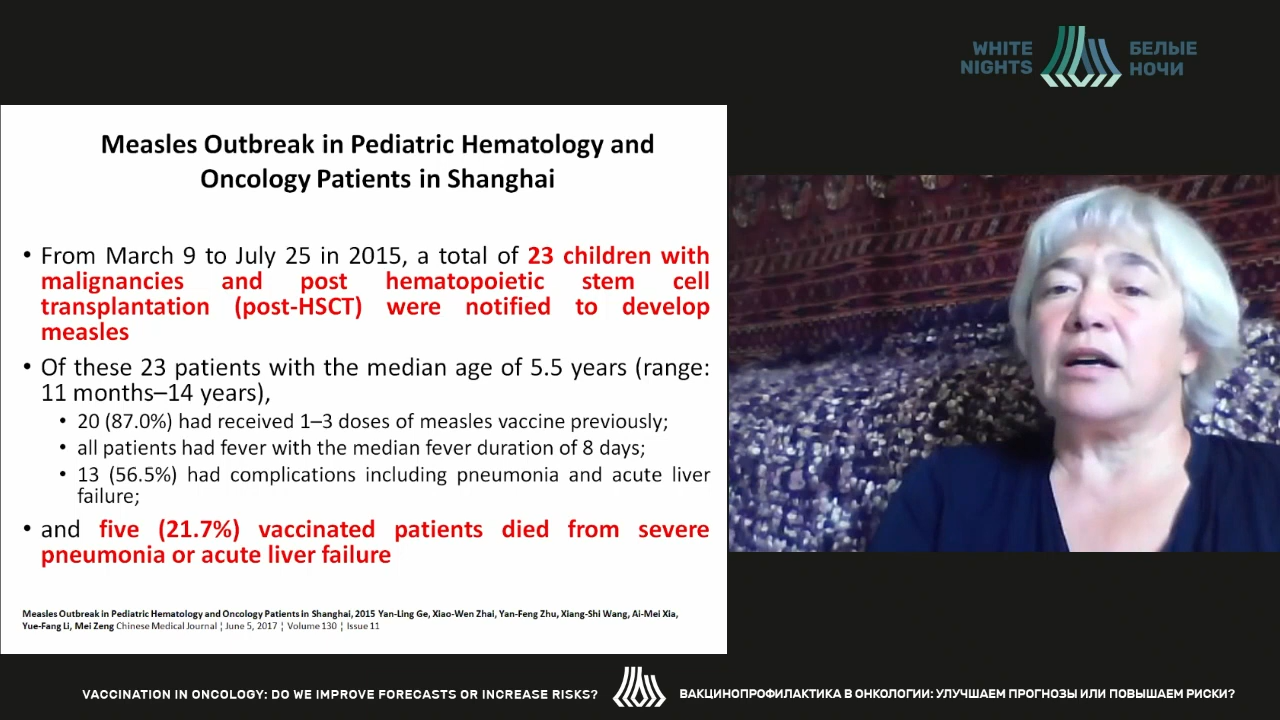 WHITE
NIGHTS
БЕЛЫЕ
НОЧИ
Measles Outbreak in Pediatric Hematology and
Oncology Patients in Shanghai
• From March 9 to July 25 in 2015, a total of 23 children with
malignancies and post hematopoietic stem cell
transplantation (post-HSCT) were notified to develop
measles
• Of these 23 patients with the median age of 5.5 years (range:
11 months–14 years),
• 20 (87.0%) had received 1–3 doses of measles vaccine previously;
• all patients had fever with the median fever duration of 8 days;
• 13 (56.5%) had complications including pneumonia and acute liver
failure;
• and five (21.7%) vaccinated patients died from severe
pneumonia or acute liver failure
Measles Outbreak in Pediatric Hematology and Oncology Patients in Shanghai, 2015 Yan-Ling Ge, Xiao-Wen Zhai, Yan-Feng Zhu, Xiang-Shi Wang, Ai-Mei Xia,
Yue-Fang Li, Mei Zeng Chinese Medical Journal ¦ June 5, 2017 ¦ Volume 130 ¦ Issue 11
VACCINATION IN ONCOLOGY: DO WE IMPROVE FORECASTS OR INCREASE RISKS?
ВАКЦИНОПРОФИЛАКТИКА В ОНКОЛОГИИ: УЛУЧШАЕМ ПРОГНОЗЫ ИЛИ ПОВЫШАЕМ РИСКИ?